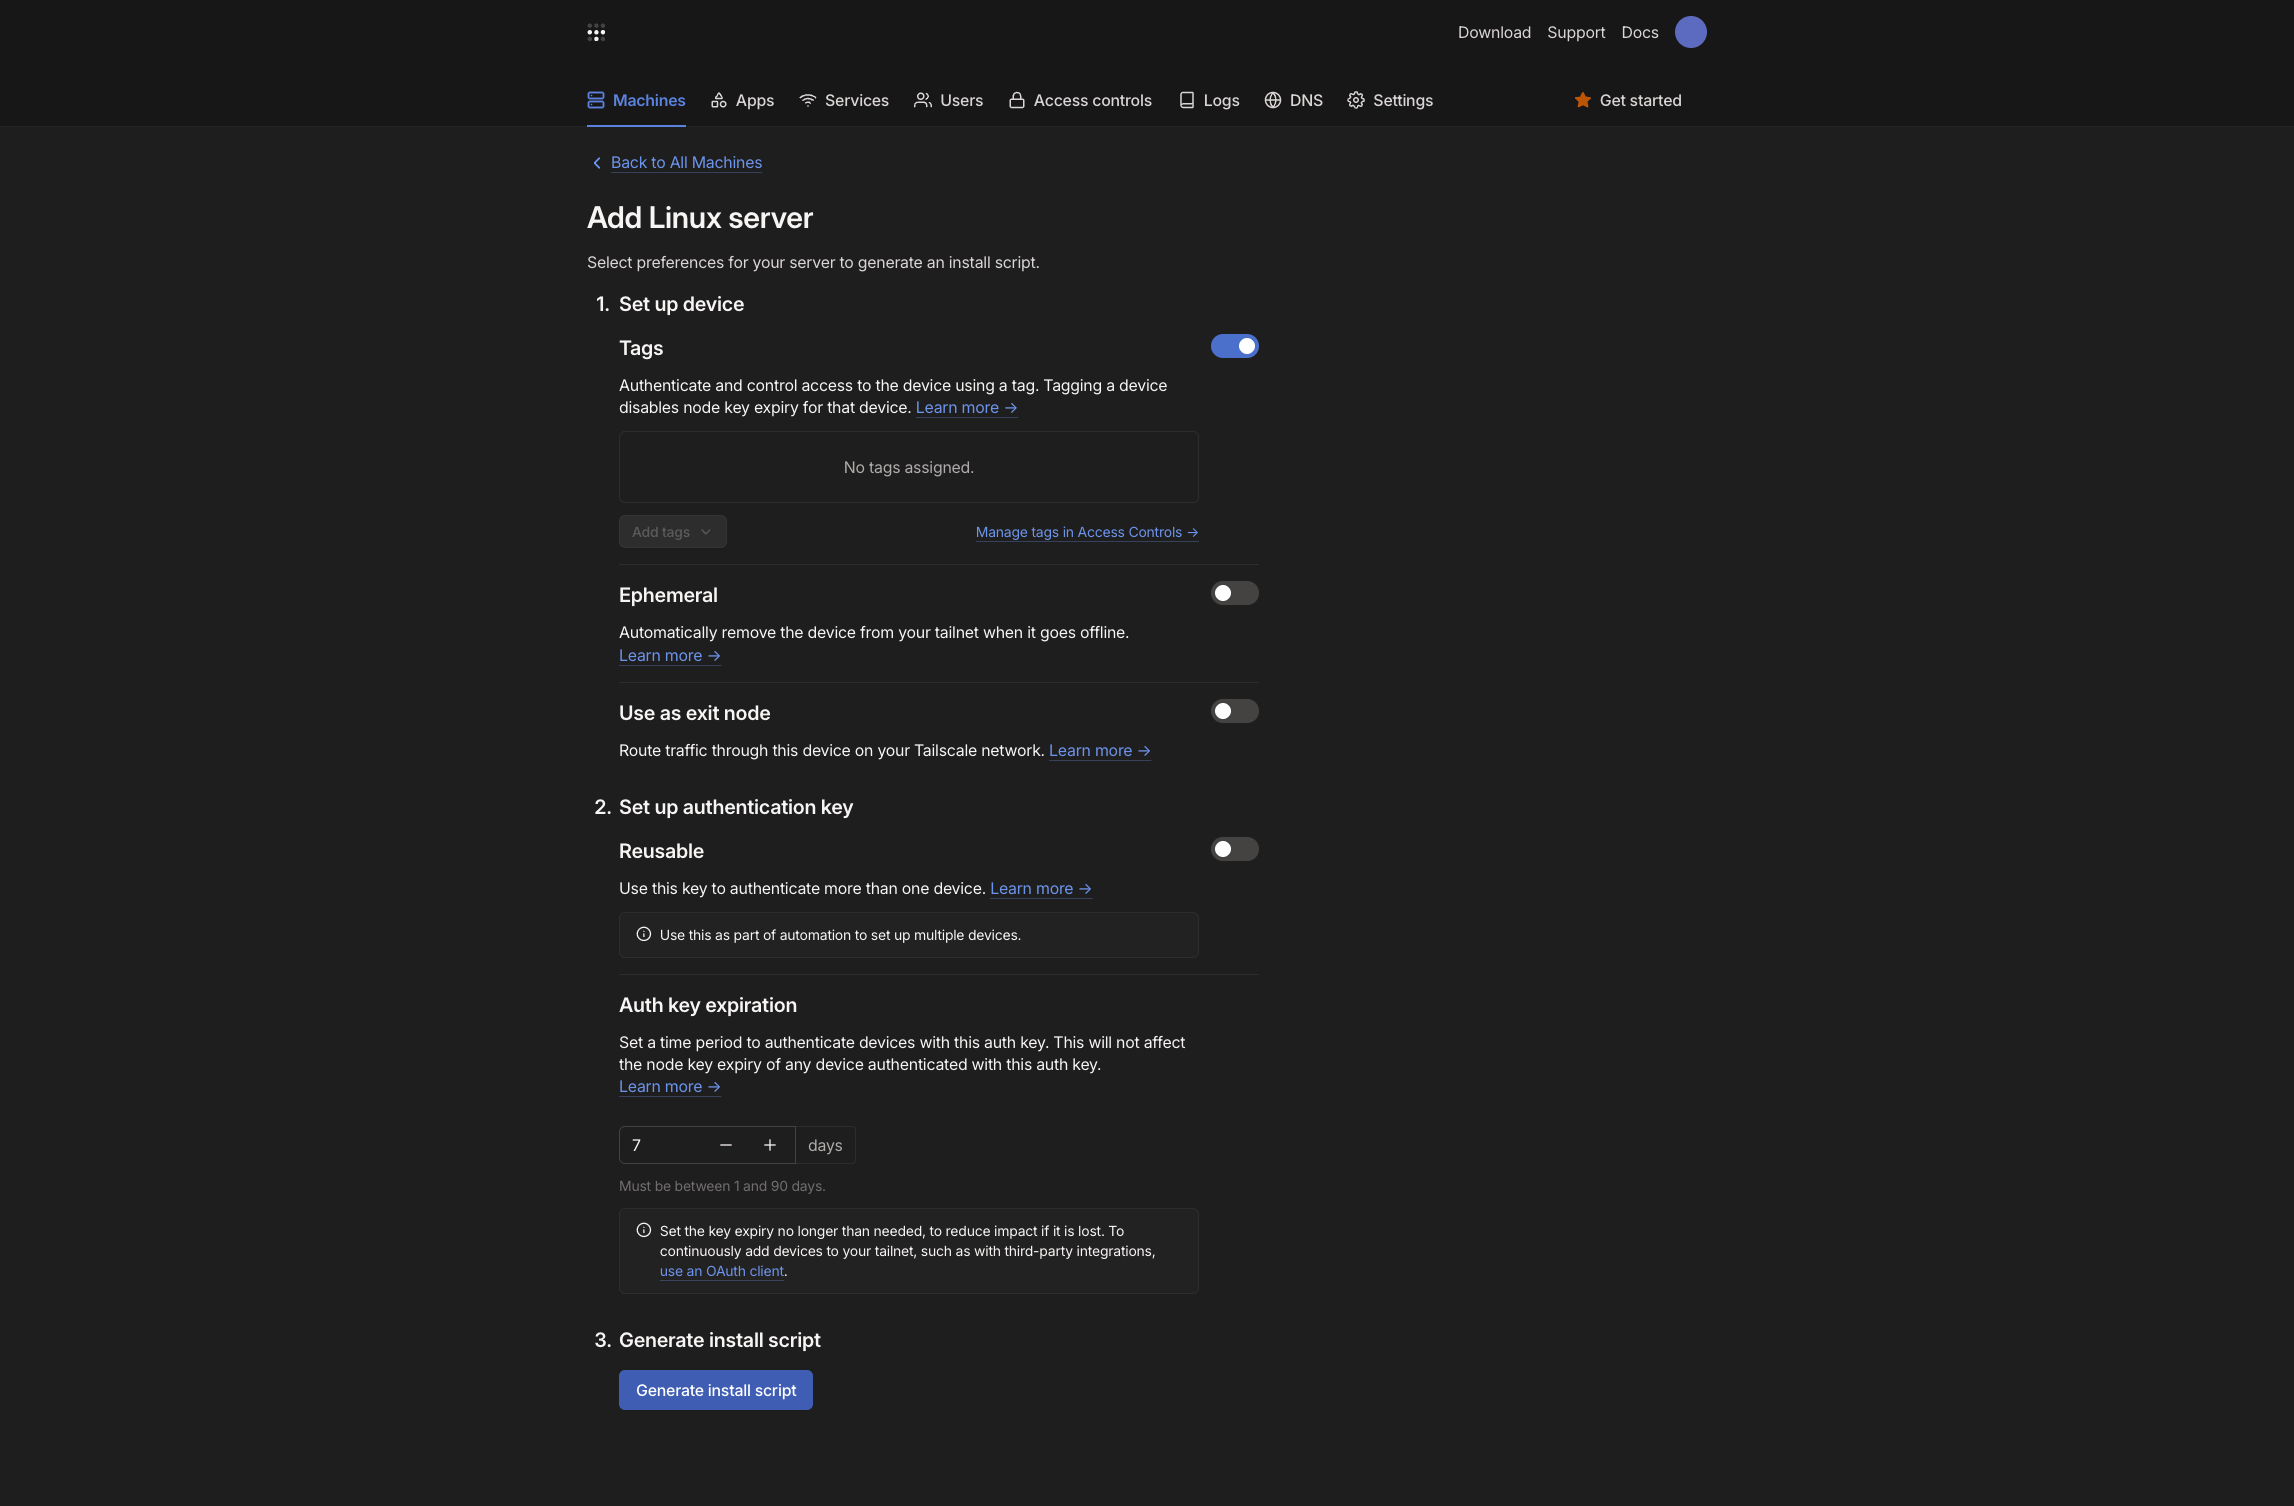 Download Support Docs
Machines Apps Services Users Access controls Logs DNS Settings Get started
Back to All Machines
Add Linux server
Select preferences for your server to generate an install script.
1. Set up device
Tags
Authenticate and control access to the device using a tag. Tagging a device
disables node key expiry for that device. Learn more →
No tags assigned.
Add tags
Manage tags in Access Controls →
Ephemeral
Automatically remove the device from your tailnet when it goes offline.
Learn more →
Use as exit node
Route traffic through this device on your Tailscale network. Learn more →
2. Set up authentication key
Reusable
Use this key to authenticate more than one device. Learn more →
Use this as part of automation to set up multiple devices.
Auth key expiration
Set a time period to authenticate devices with this auth key. This will not affect
the node key expiry of any device authenticated with this auth key.
Learn more →
7 − + days
Must be between 1 and 90 days.
Set the key expiry no longer than needed, to reduce impact if it is lost. To
continuously add devices to your tailnet, such as with third-party integrations,
use an OAuth client.
3. Generate install script
Generate install script